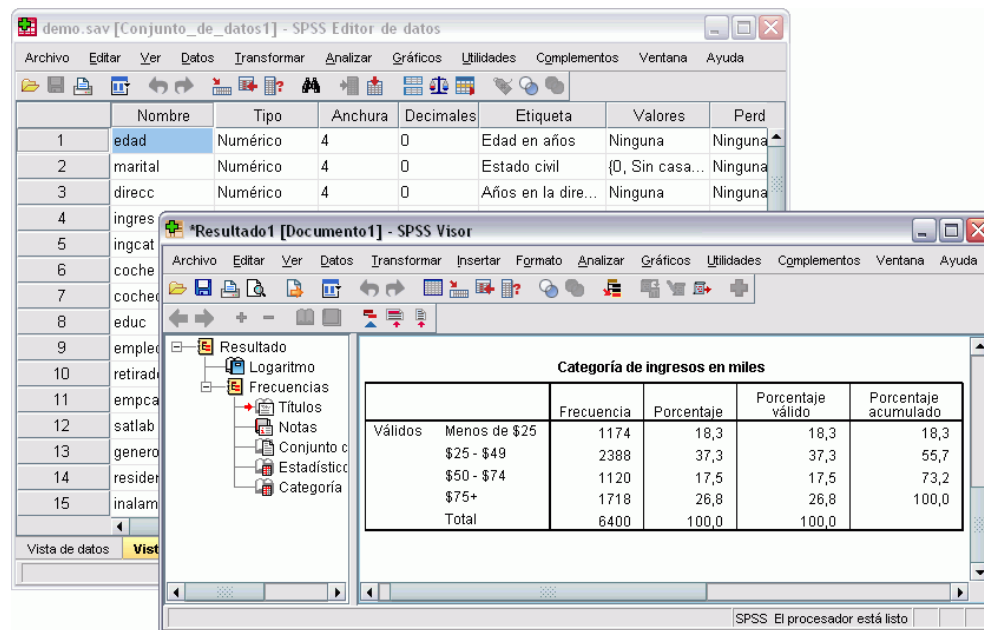 demo.sav [Conjunto_de_datos1] - SPSS Editor de datos
Archivo Editar Ver Datos Transformar Analizar Gráficos Utilidades Complementos Ventana Ayuda
Nombre Tipo Anchura Decimales Etiqueta Valores Perd
1 edad Numérico 4 0 Edad en años Ninguna Ninguna
2 marital Numérico 4 0 Estado civil {0, Sin casa... Ninguna
3 direcc Numérico 4 0 Años en la dire... Ninguna Ninguna
4 ingres
5 ingcat
6 coche
7 cochec
8 educ
9 empleo
10 retirado
11 empca
12 satlab
13 genero
14 resider
15 inalam
Vista de datos Vist
*Resultado1 [Documento1] - SPSS Visor
Archivo Editar Ver Datos Transformar Insertar Formato Analizar Gráficos Utilidades Complementos Ventana Ayuda
Resultado
Logaritmo
Frecuencias
Títulos
Notas
Conjunto d
Estadístico
Categoría
Categoría de ingresos en miles
Frecuencia Porcentaje Porcentaje válido Porcentaje acumulado
Válidos Menos de $25 1174 18,3 18,3 18,3
$25 - $49 2388 37,3 37,3 55,7
$50 - $74 1120 17,5 17,5 73,2
$75+ 1718 26,8 26,8 100,0
Total 6400 100,0 100,0
SPSS El procesador está listo